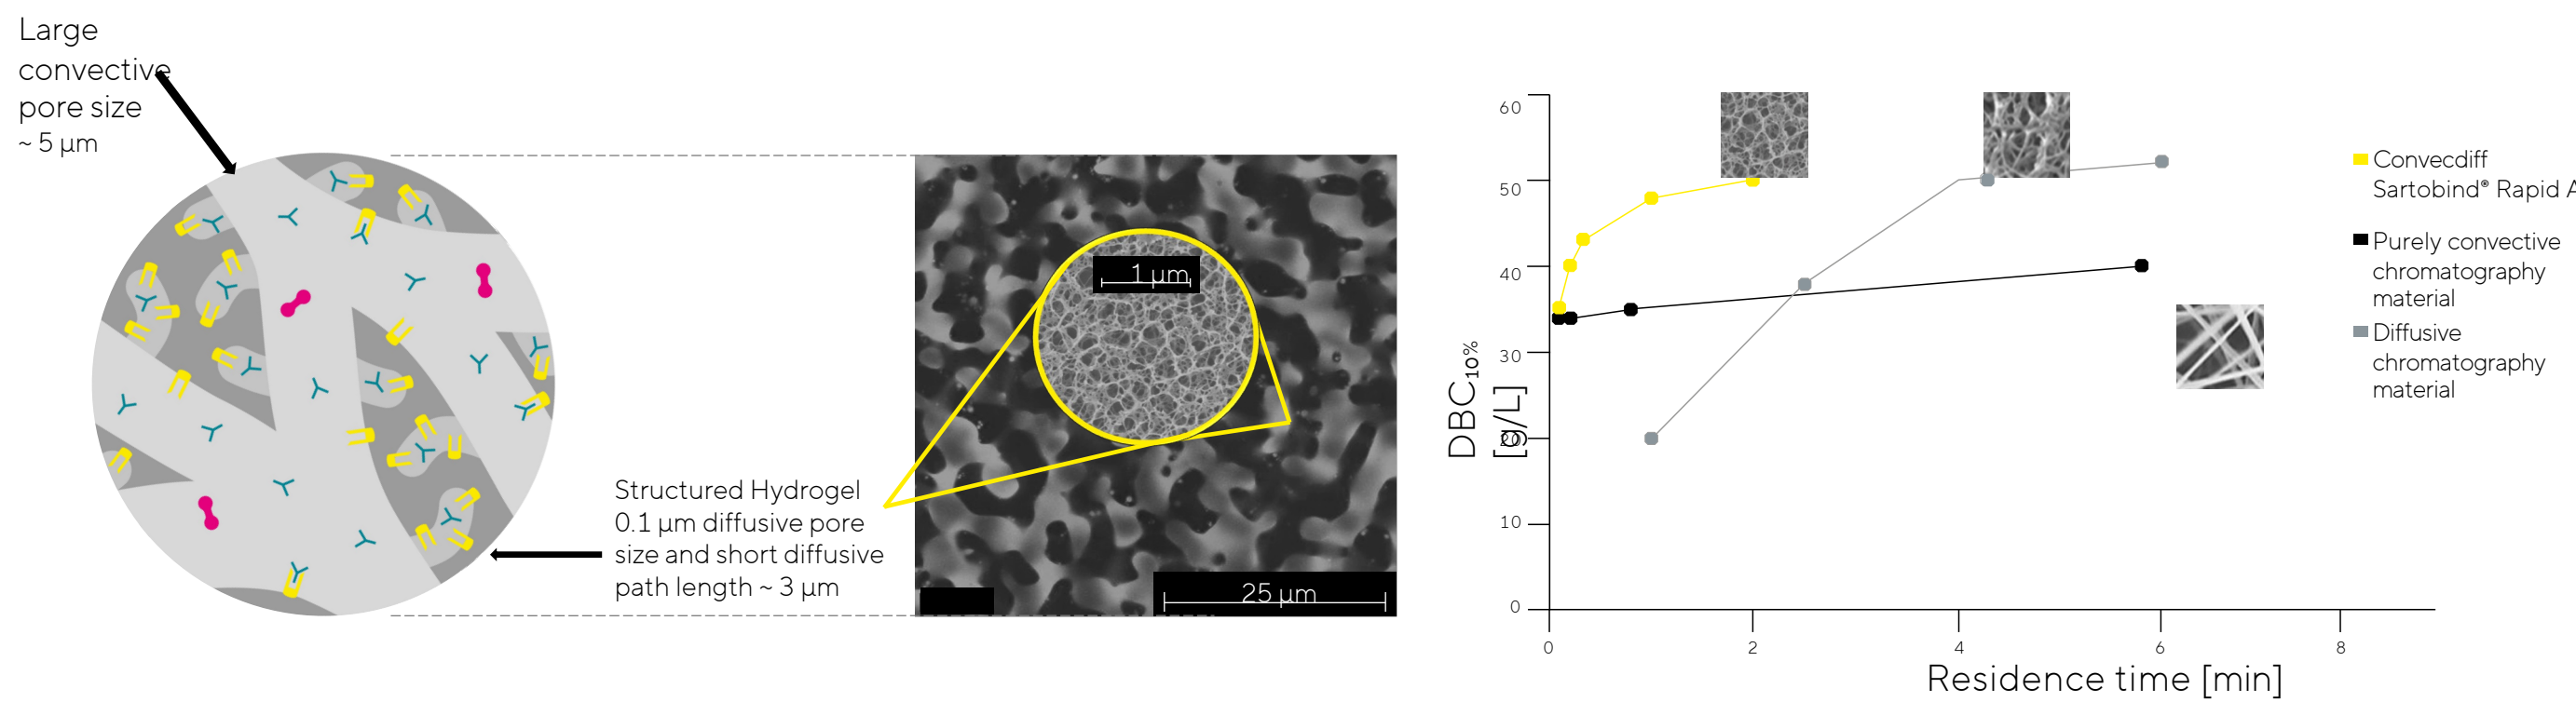 Large
convective
pore size
~ 5 µm
Structured Hydrogel
0.1 µm diffusive pore
size and short diffusive
path length ~ 3 µm
1 µm
25 µm
60
50
40
30
20
10
0
DBC10%
[g/L]
0 2 4 6 8
Residence time [min]
Convecdiff
Sartobind® Rapid A
Purely convective
chromatography
material
Diffusive
chromatography
material